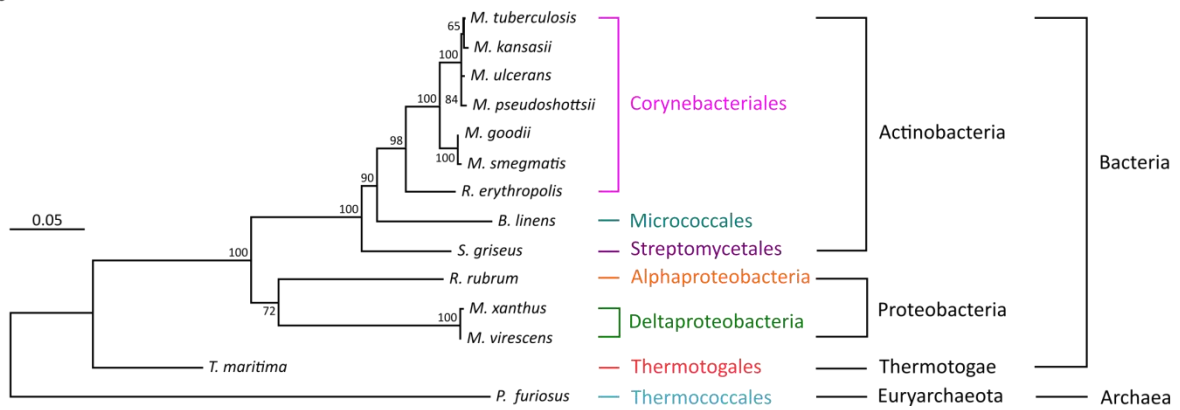 65
M. tuberculosis
M. kansasii
100
M. ulcerans
100
84
M. pseudoshottsii
Corynebacteriales
Actinobacteria
M. goodii
98
100
M. smegmatis
Bacteria
90
R. erythropolis
0.05
100
B. linens
Micrococcales
100
S. griseus
Streptomycetales
R. rubrum
Alphaproteobacteria
72
100
M. xanthus
Deltaproteobacteria
Proteobacteria
M. virescens
T. maritima
Thermotogales
Thermotogae
P. furiosus
Thermococcales
Euryarchaeota
Archaea